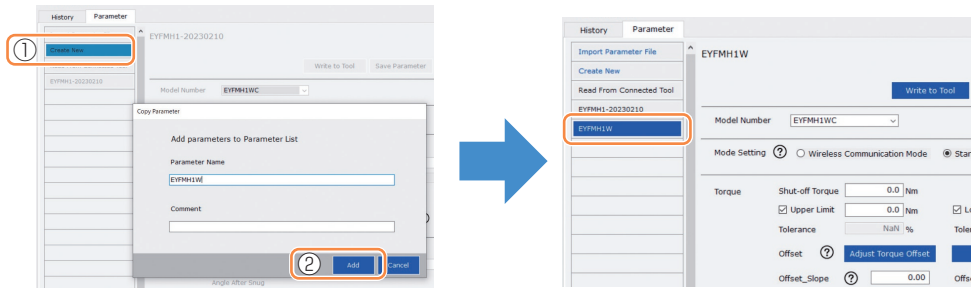 History Parameter
①
Create New
EYFMH1-20230210
EYFMH1-20230210
Write to Tool Save Parameter
Model Number EYFMH1WC
Copy Parameter
Add parameters to Parameter List
Parameter Name
EYFMH1W
Comment
② Add Cancel
Angle After Snug
History Parameter
Import Parameter File
Create New
Read From Connected Tool
EYFMH1-20230210
EYFMH1W
EYFMH1W
Write to Tool
Model Number EYFMH1WC
Mode Setting ? Wireless Communication Mode
Torque Shut-off Torque 0.0 Nm
Upper Limit 0.0 Nm
Tolerance NaN %
Offset ? Adjust Torque Offset
Offset_Slope ? 0.00